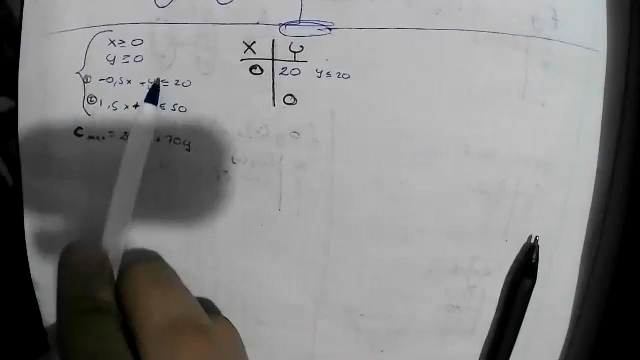 x ≥ 0
y ≥ 0
① -0,5x + y ≤ 20
② 1,5x + ≤ 50
C = 70y
X Y
0 20 y ≤ 20
0